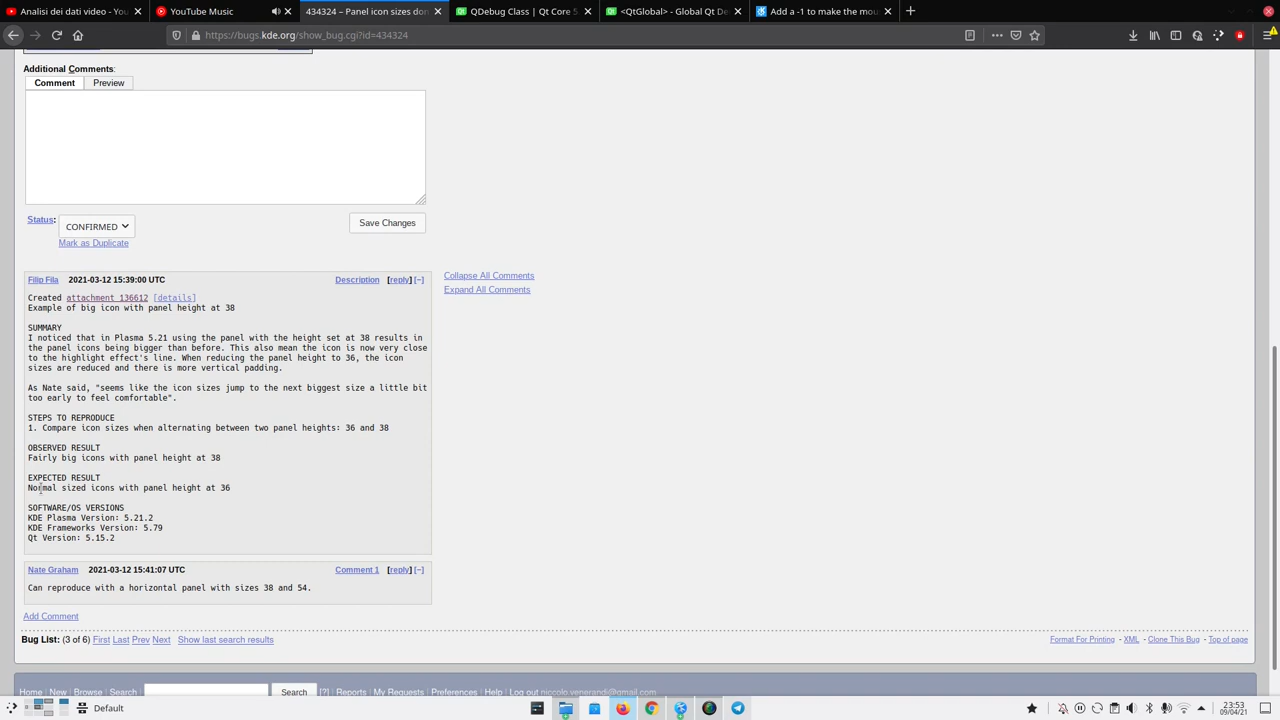 Analisi dei dati video - You
YouTube Music
434324 – Panel icon sizes don
QDebug Class | Qt Core 5
<QtGlobal> - Global Qt De
Add a -1 to make the mou
https://bugs.kde.org/show_bug.cgi?id=434324
Additional Comments:
Comment
Preview
Status:
CONFIRMED
Save Changes
Mark as Duplicate
Filip Fila 2021-03-12 15:39:00 UTC Description [reply] [−]
Collapse All Comments
Expand All Comments
Created attachment 136612 [details]
Example of big icon with panel height at 38
SUMMARY
I noticed that in Plasma 5.21 using the panel with the height set at 38 results in
the panel icons being bigger than before. This also mean the icon is now very close
to the highlight effect's line. When reducing the panel height to 36, the icon
sizes are reduced and there is more vertical padding.
As Nate said, "seems like the icon sizes jump to the next biggest size a little bit
too early to feel comfortable".
STEPS TO REPRODUCE
1. Compare icon sizes when alternating between two panel heights: 36 and 38
OBSERVED RESULT
Fairly big icons with panel height at 38
EXPECTED RESULT
Normal sized icons with panel height at 36
SOFTWARE/OS VERSIONS
KDE Plasma Version: 5.21.2
KDE Frameworks Version: 5.79
Qt Version: 5.15.2
Nate Graham 2021-03-12 15:41:07 UTC Comment 1 [reply] [−]
Can reproduce with a horizontal panel with sizes 38 and 54.
Add Comment
Bug List: (3 of 6) First Last Prev Next Show last search results
Format For Printing - XML - Clone This Bug - Top of page
Home | New | Browse | Search | Search [?] | Reports | My Requests | Preferences | Help | Log out niccolo.venerandi@gmail.com
Default
23:53
09/04/21